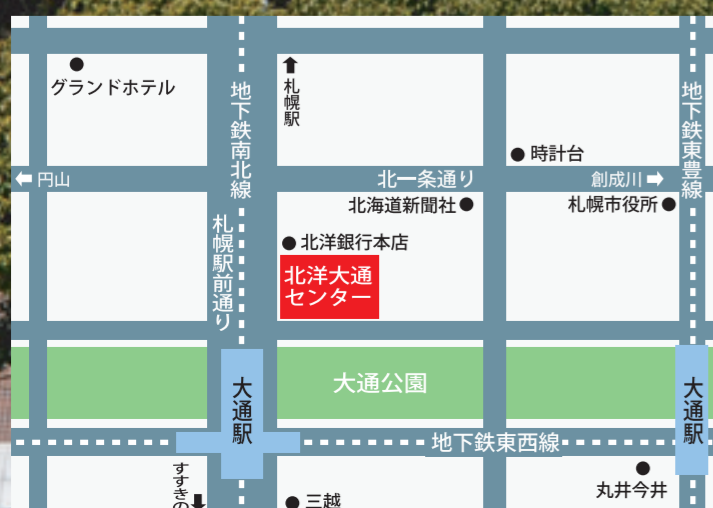 グランドホテル
地下鉄南北線
札幌駅
地下鉄東豊線
時計台
円山
北一条通り
創成川
北海道新聞社
札幌市役所
札幌駅前通り
北洋銀行本店
北洋大通
センター
大通公園
大通駅
大通駅
地下鉄東西線
すすきの
三越
丸井今井